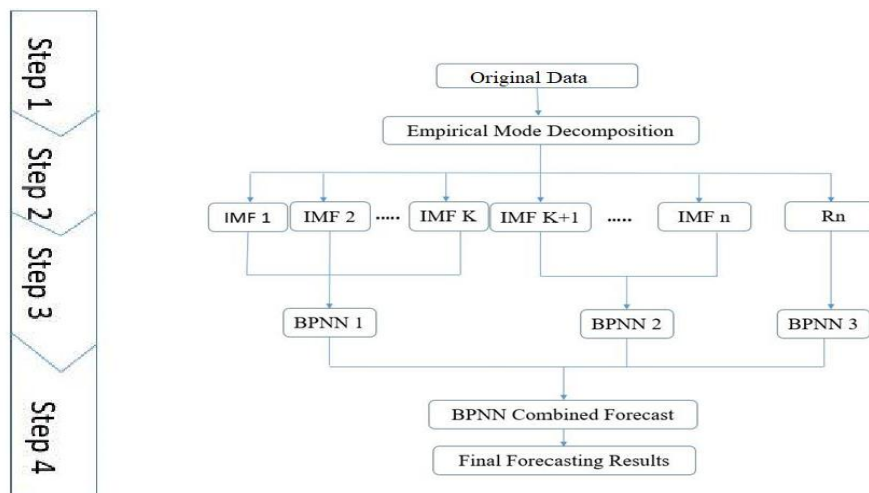 Step 1
Step 2
Step 3
Step 4
Original Data
Empirical Mode Decomposition
IMF 1 IMF 2 ..... IMF K IMF K+1 ..... IMF n Rn
BPNN 1 BPNN 2 BPNN 3
BPNN Combined Forecast
Final Forecasting Results